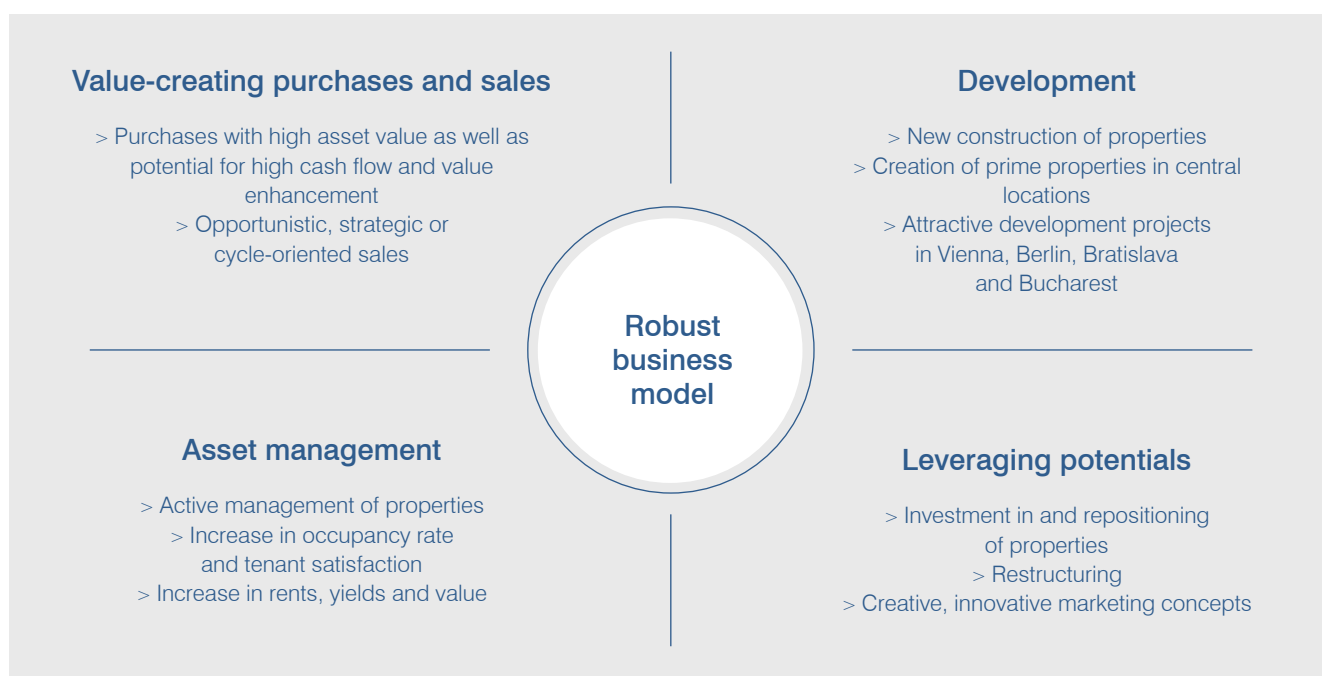 Value-creating purchases and sales
> Purchases with high asset value as well as
potential for high cash flow and value
enhancement
> Opportunistic, strategic or
cycle-oriented sales
Development
> New construction of properties
> Creation of prime properties in central
locations
> Attractive development projects
in Vienna, Berlin, Bratislava
and Bucharest
Robust
business
model
Asset management
> Active management of properties
> Increase in occupancy rate
and tenant satisfaction
> Increase in rents, yields and value
Leveraging potentials
> Investment in and repositioning
of properties
> Restructuring
> Creative, innovative marketing concepts